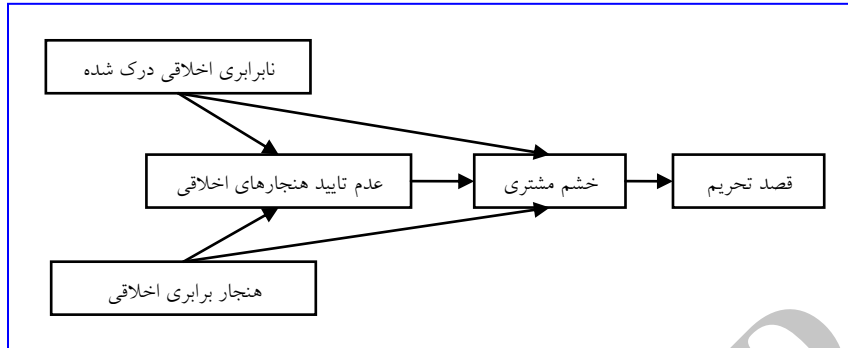 نابرابری اخلاقی درک شده
عدم تایید هنجارهای اخلاقی
خشم مشتری
قصد تحریم
هنجار برابری اخلاقی